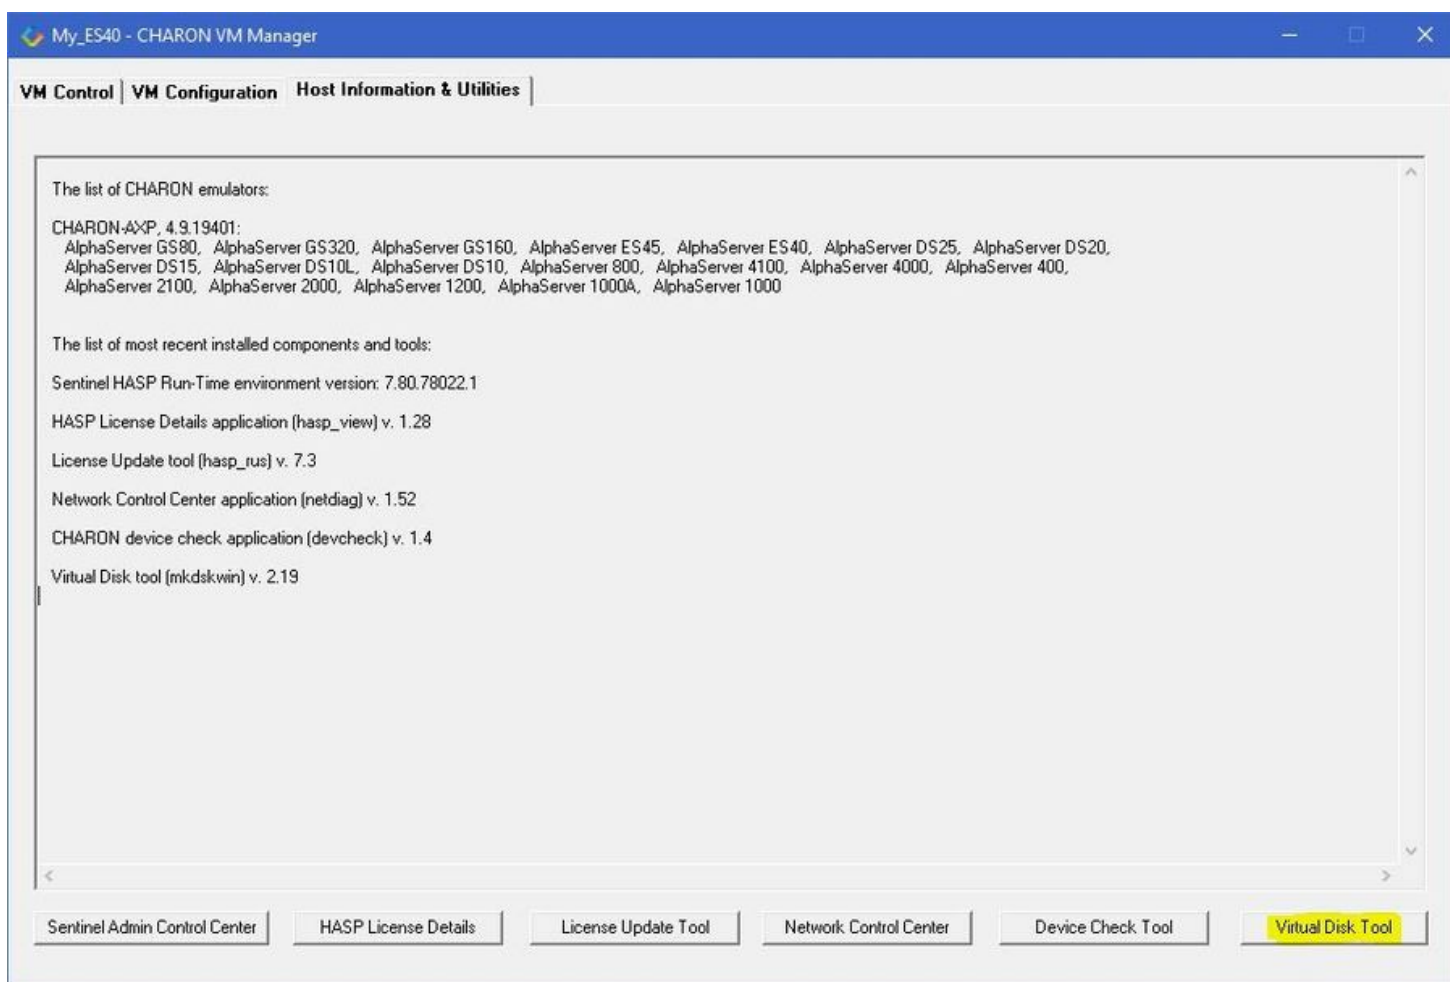 My_ES40 - CHARON VM Manager
VM Control VM Configuration Host Information & Utilities
The list of CHARON emulators:
CHARON-AXP, 4.9.19401:
AlphaServer GS80, AlphaServer GS320, AlphaServer GS160, AlphaServer ES45, AlphaServer ES40, AlphaServer DS25, AlphaServer DS20,
AlphaServer DS15, AlphaServer DS10L, AlphaServer DS10, AlphaServer 800, AlphaServer 4100, AlphaServer 4000, AlphaServer 400,
AlphaServer 2100, AlphaServer 2000, AlphaServer 1200, AlphaServer 1000A, AlphaServer 1000
The list of most recent installed components and tools:
Sentinel HASP Run-Time environment version: 7.80.78022.1
HASP License Details application (hasp_view) v. 1.28
License Update tool (hasp_rus) v. 7.3
Network Control Center application (netdiag) v. 1.52
CHARON device check application (devcheck) v. 1.4
Virtual Disk tool (mkdskwin) v. 2.19
Sentinel Admin Control Center HASP License Details License Update Tool Network Control Center Device Check Tool Virtual Disk Tool